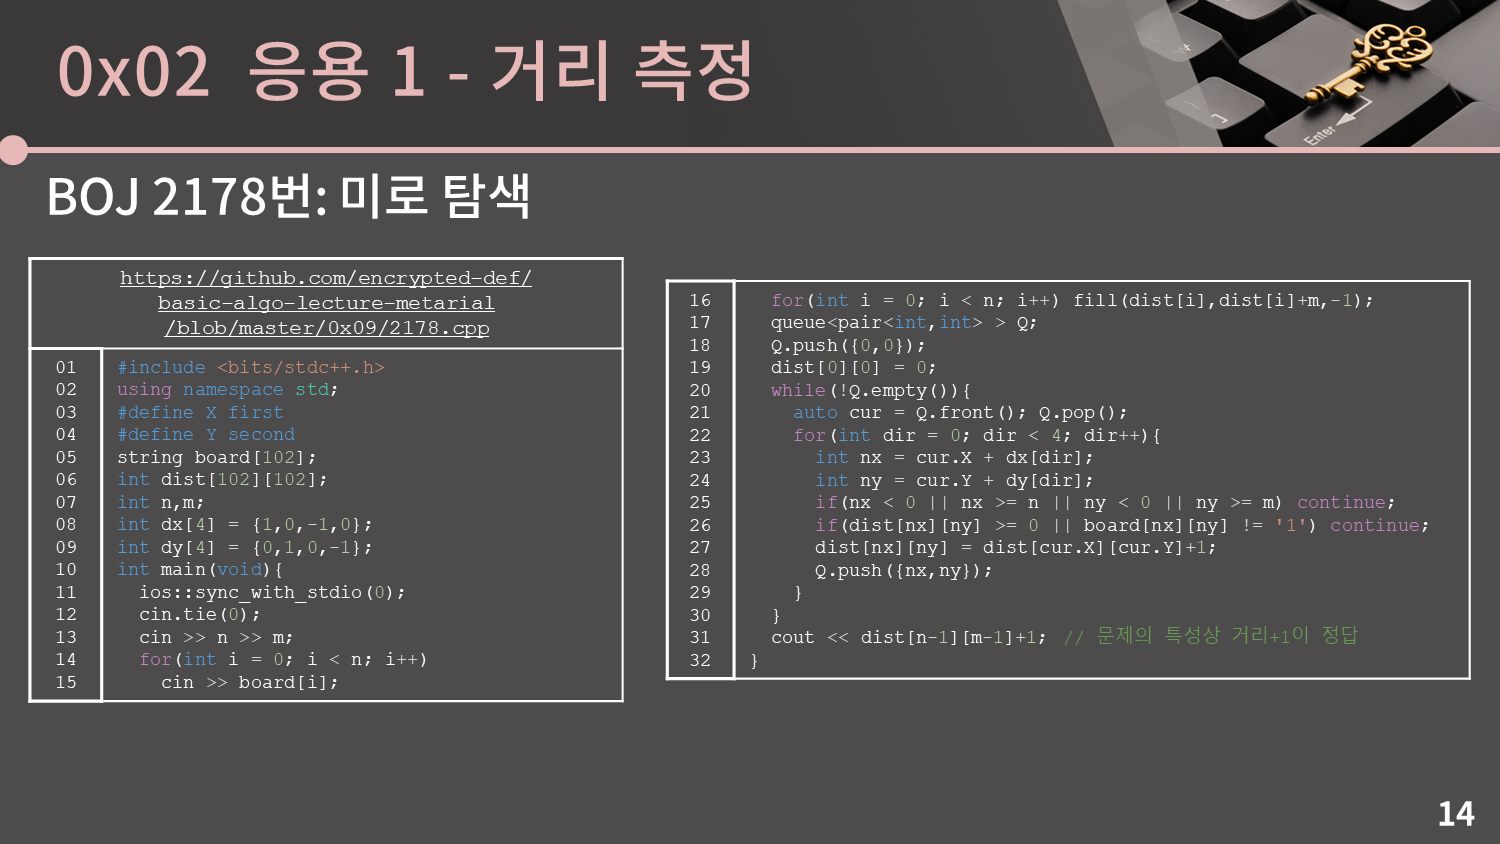 0x02 응용 1 - 거리 측정
Enter
BOJ 2178번: 미로 탐색
https://github.com/encrypted-def/
basic-algo-lecture-metarial
/blob/master/0x09/2178.cpp
01 #include <bits/stdc++.h>
02 using namespace std;
03 #define X first
04 #define Y second
05 string board[102];
06 int dist[102][102];
07 int n,m;
08 int dx[4] = {1,0,-1,0};
09 int dy[4] = {0,1,0,-1};
10 int main(void){
11   ios::sync_with_stdio(0);
12   cin.tie(0);
13   cin >> n >> m;
14   for(int i = 0; i < n; i++)
15     cin >> board[i];
16   for(int i = 0; i < n; i++) fill(dist[i],dist[i]+m,-1);
17   queue<pair<int,int> > Q;
18   Q.push({0,0});
19   dist[0][0] = 0;
20   while(!Q.empty()){
21     auto cur = Q.front(); Q.pop();
22     for(int dir = 0; dir < 4; dir++){
23       int nx = cur.X + dx[dir];
24       int ny = cur.Y + dy[dir];
25       if(nx < 0 || nx >= n || ny < 0 || ny >= m) continue;
26       if(dist[nx][ny] >= 0 || board[nx][ny] != '1') continue;
27       dist[nx][ny] = dist[cur.X][cur.Y]+1;
28       Q.push({nx,ny});
29     }
30   }
31   cout << dist[n-1][m-1]+1; // 문제의 특성상 거리+1이 정답
32 }
14